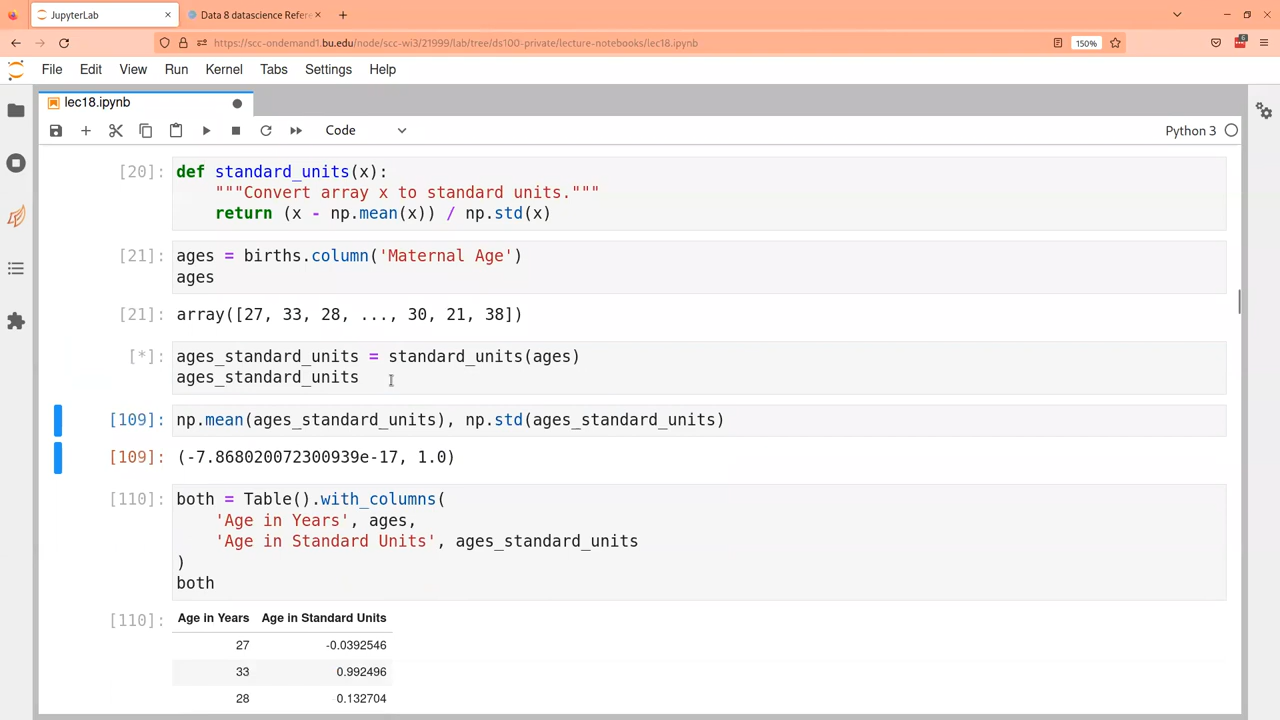 JupyterLab
Data 8 datascience Refere
https://scc-ondemand1.bu.edu/node/scc-wi3/21999/lab/tree/ds100-private/lecture-notebooks/lec18.ipynb
150%
6
File Edit View Run Kernel Tabs Settings Help
lec18.ipynb
Code
Python 3
[20]: def standard_units(x):
"""Convert array x to standard units."""
return (x - np.mean(x)) / np.std(x)
[21]: ages = births.column('Maternal Age')
ages
[21]: array([27, 33, 28, ..., 30, 21, 38])
[*]: ages_standard_units = standard_units(ages)
ages_standard_units
[109]: np.mean(ages_standard_units), np.std(ages_standard_units)
[109]: (-7.868020072300939e-17, 1.0)
[110]: both = Table().with_columns(
'Age in Years', ages,
'Age in Standard Units', ages_standard_units
)
both
[110]: Age in Years Age in Standard Units
27 -0.0392546
33 0.992496
28 0.132704